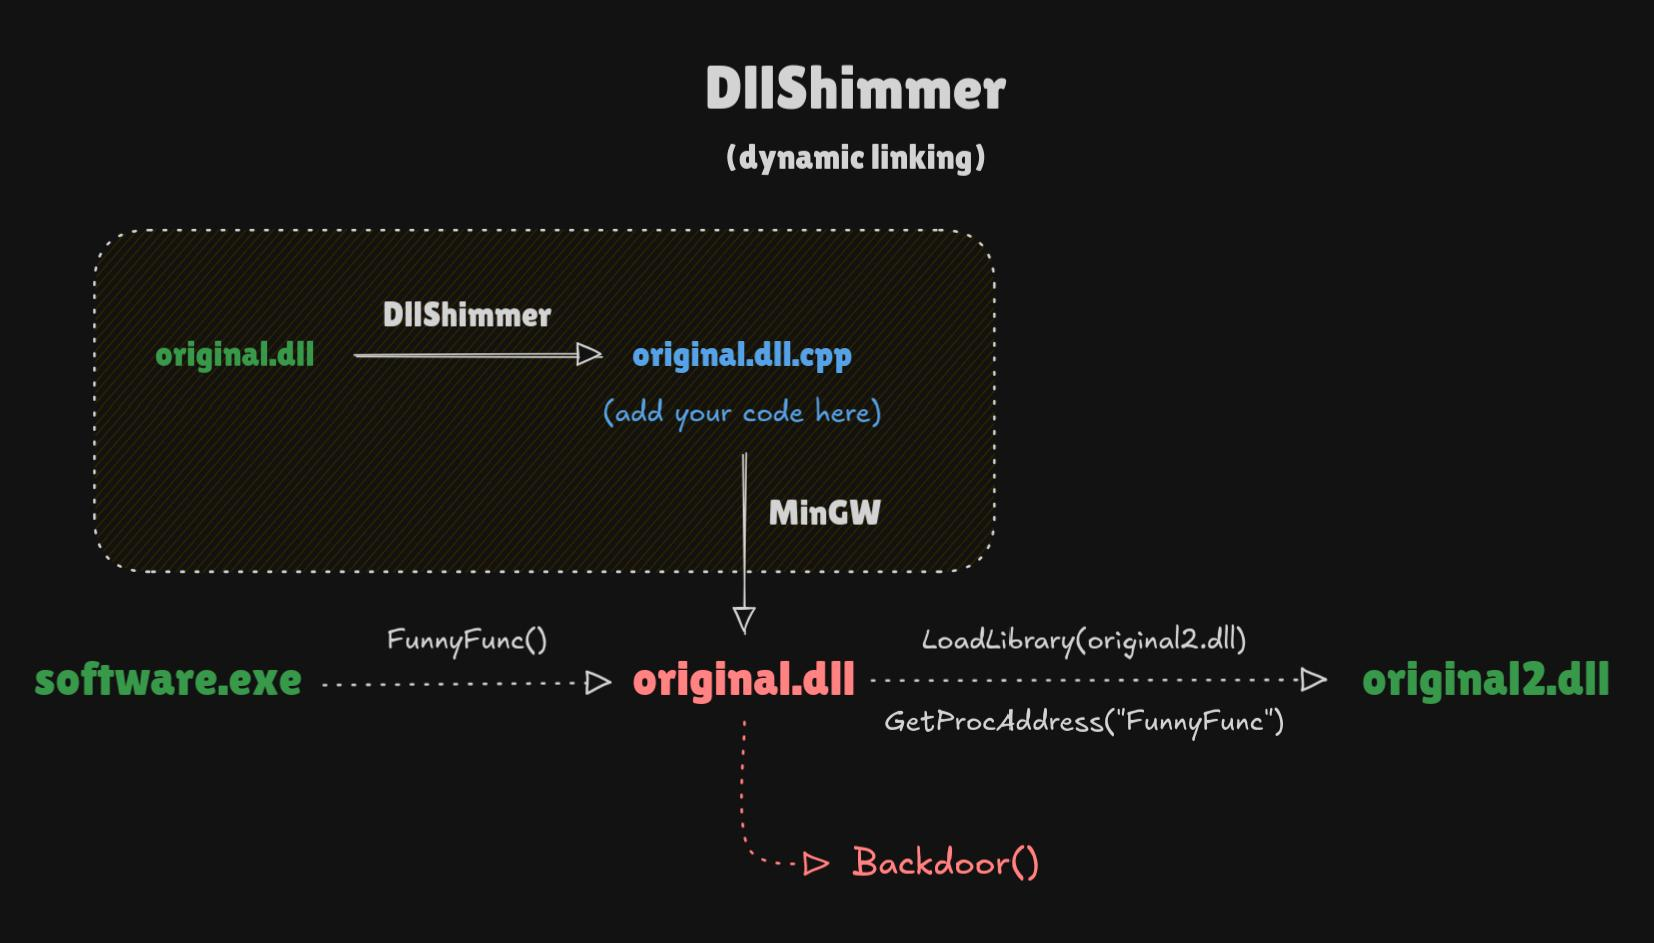 DllShimmer
(dynamic linking)
DllShimmer
original.dll
original.dll.cpp
(add your code here)
MinGW
FunnyFunc()
LoadLibrary(original2.dll)
software.exe
original.dll
original2.dll
GetProcAddress("FunnyFunc")
Backdoor()